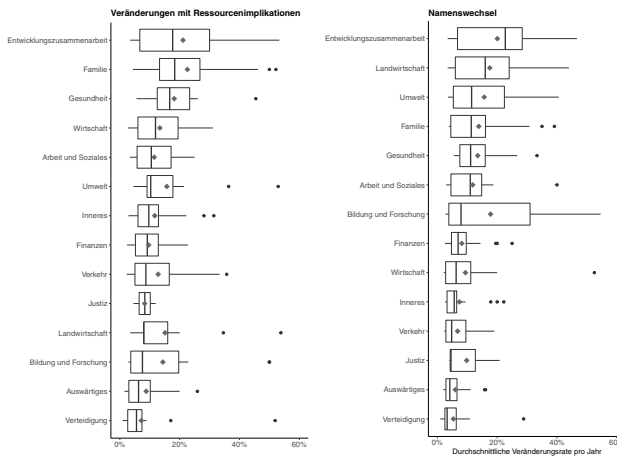 Veränderungen mit Ressourcenimplikationen
Entwicklungszusammenarbeit
Familie
Gesundheit
Wirtschaft
Arbeit und Soziales
Umwelt
Inneres
Finanzen
Verkehr
Justiz
Landwirtschaft
Bildung und Forschung
Auswärtiges
Verteidigung
0% 20% 40% 60%
Namenswechsel
Entwicklungszusammenarbeit
Landwirtschaft
Umwelt
Familie
Gesundheit
Arbeit und Soziales
Bildung und Forschung
Finanzen
Wirtschaft
Inneres
Verkehr
Justiz
Auswärtiges
Verteidigung
0% 20% 40% 60%
Durchschnittliche Veränderungsrate pro Jahr